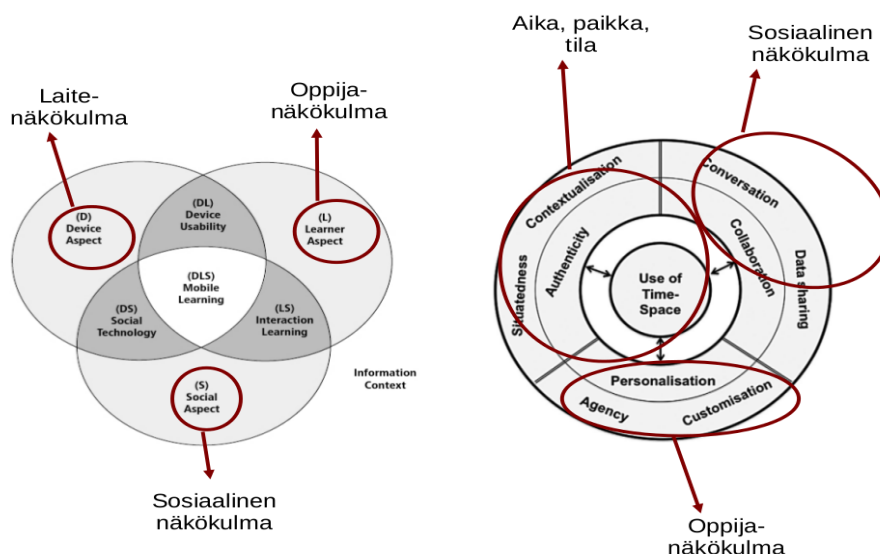 Aika, paikka,
tila
Sosiaalinen
näkökulma
Laite-
näkökulma
Oppija-
näkökulma
(D)
Device
Aspect
(DL)
Device
Usability
(L)
Learner
Aspect
(DLS)
Mobile
Learning
(DS)
Social
Technology
(LS)
Interaction
Learning
(S)
Social
Aspect
Information
Context
Sosiaalinen
näkökulma
Contextualisation
Conversation
Situatedness
Authenticity
Collaboration
Data sharing
Use of
Time-
Space
Personalisation
Agency
Customisation
Oppija-
näkökulma